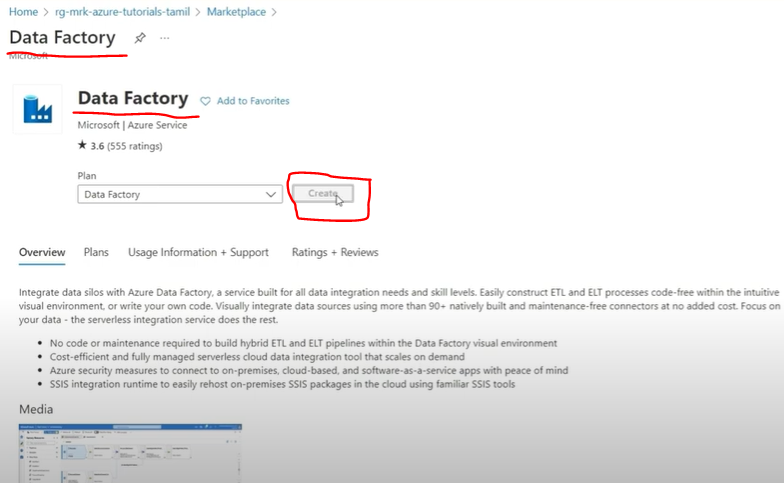 Home > rg-mrk-azure-tutorials-tamil > Marketplace >
Data Factory
Microsoft
Data Factory
Add to Favorites
Microsoft | Azure Service
★ 3.6 (555 ratings)
Plan
Data Factory
Create
Overview Plans Usage Information + Support Ratings + Reviews
Integrate data silos with Azure Data Factory, a service built for all data integration needs and skill levels. Easily construct ETL and ELT processes code-free within the intuitive
visual environment, or write your own code. Visually integrate data sources using more than 90+ natively built and maintenance-free connectors at no added cost. Focus on
your data - the serverless integration service does the rest.
• No code or maintenance required to build hybrid ETL and ELT pipelines within the Data Factory visual environment
• Cost-efficient and fully managed serverless cloud data integration tool that scales on demand
• Azure security measures to connect to on-premises, cloud-based, and software-as-a-service apps with peace of mind
• SSIS integration runtime to easily rehost on-premises SSIS packages in the cloud using familiar SSIS tools
Media